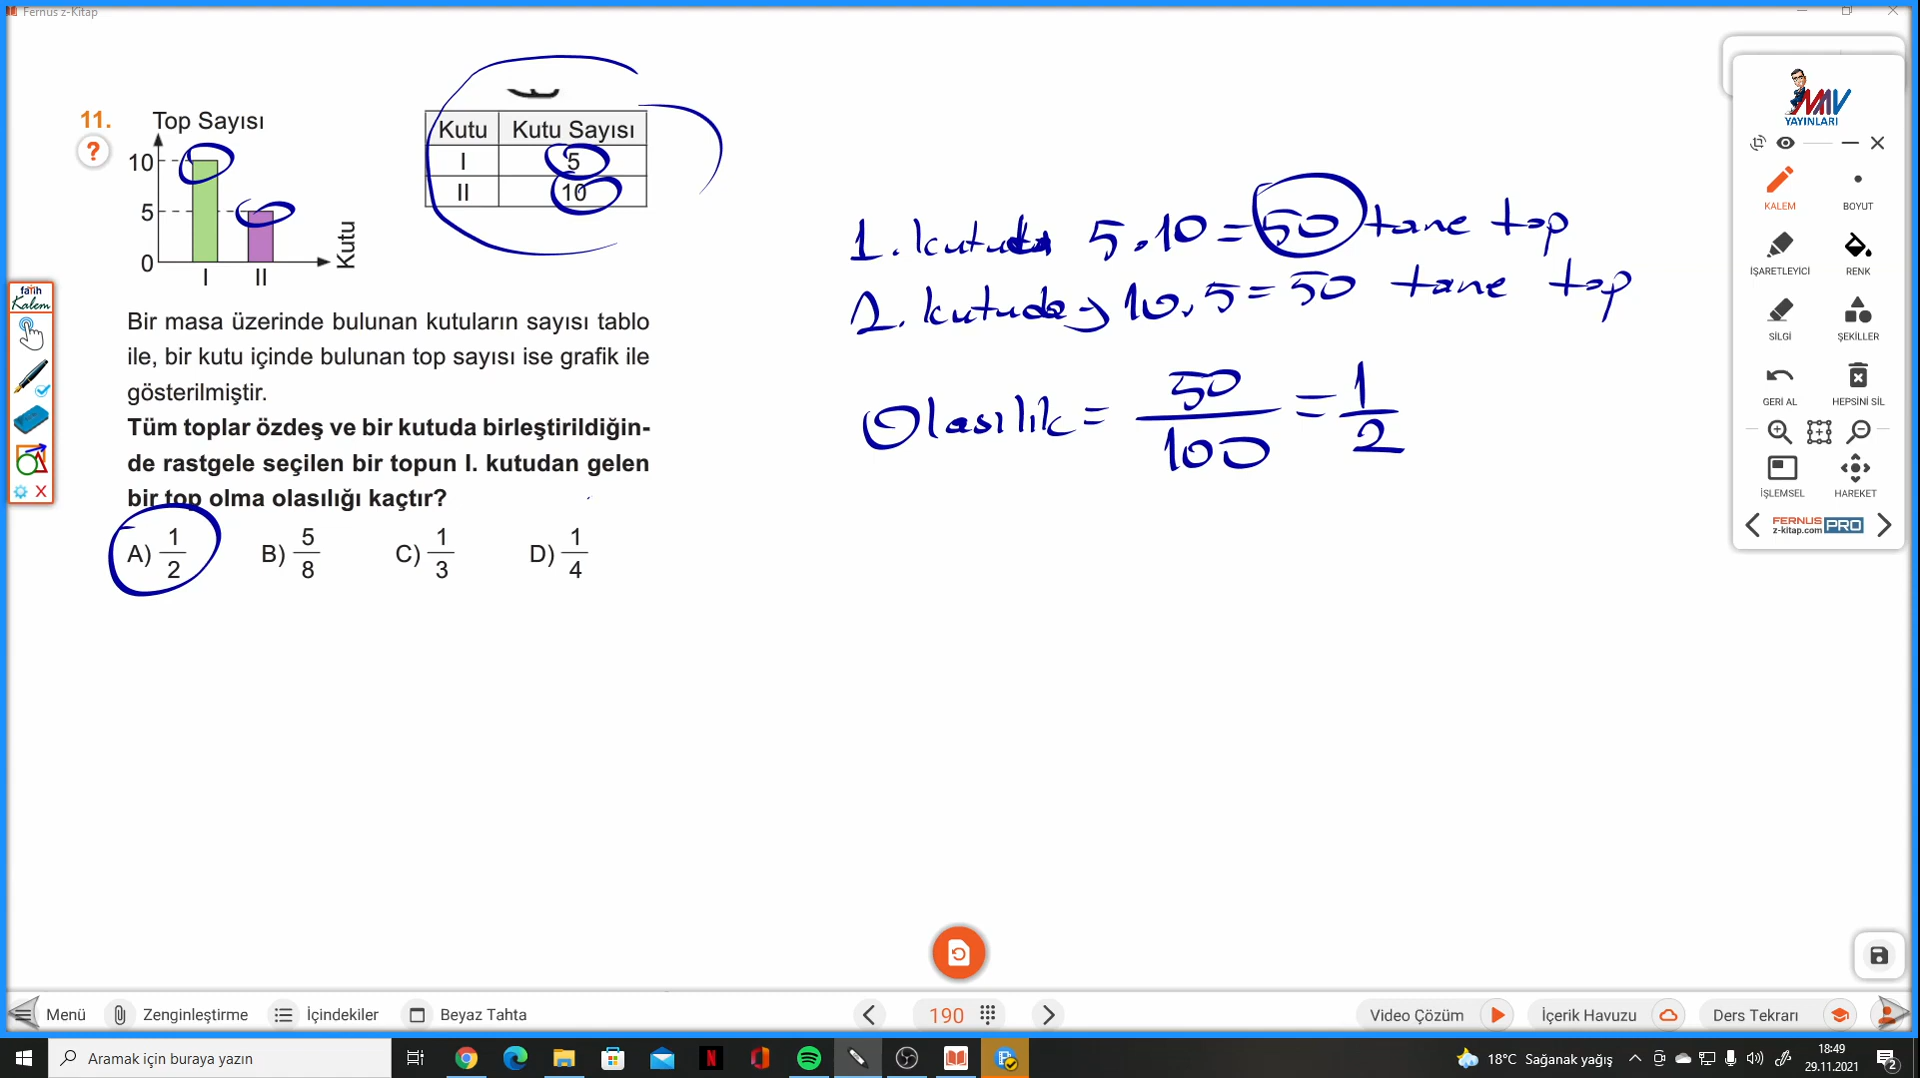 Fernus z-Kitap
11.
?
Top Sayısı
10
5
0
I II
Kutu
Kutu Kutu Sayısı
I 5
II 10
Bir masa üzerinde bulunan kutuların sayısı tablo
ile, bir kutu içinde bulunan top sayısı ise grafik ile
gösterilmiştir.
Tüm toplar özdeş ve bir kutuda birleştirildiğin-
de rastgele seçilen bir topun I. kutudan gelen
bir top olma olasılığı kaçtır?
A) 1/2 B) 5/8 C) 1/3 D) 1/4
1. kutuda 5.10=50 tane top
2. kutuda → 10.5=50 tane top
Olasılık = 50/100 = 1/2
fatih
Kalem
X
MAV
YAYINLARI
KALEM BOYUT
İŞARETLEYİCİ RENK
SİLGİ ŞEKİLLER
GERİ AL HEPSİNİ SİL
İŞLEMSEL HAREKET
FERNUS PRO
z-kitap.com
Menü Zenginleştirme İçindekiler Beyaz Tahta 190 Video Çözüm İçerik Havuzu Ders Tekrarı
Aramak için buraya yazın
18°C Sağanak yağış
18:49
29.11.2021
2